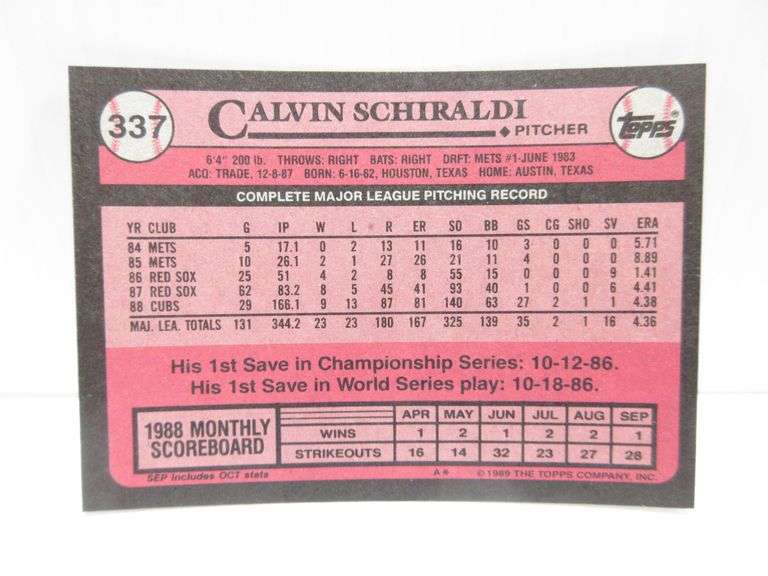 337
CALVIN SCHIRALDI
PITCHER
TOPPS®
6'4" 200 lb. THROWS: RIGHT BATS: RIGHT DRFT: METS #1-JUNE 1983
ACQ: TRADE, 12-8-87 BORN: 6-16-62, HOUSTON, TEXAS HOME: AUSTIN, TEXAS
COMPLETE MAJOR LEAGUE PITCHING RECORD
YR CLUB G IP W L R ER SO BB GS CG SHO SV ERA
84 METS 5 17.1 0 2 13 11 16 10 3 0 0 0 5.71
85 METS 10 26.1 2 1 27 26 21 11 4 0 0 0 8.89
86 RED SOX 25 51 4 2 8 8 55 15 0 0 0 9 1.41
87 RED SOX 62 83.2 8 5 45 41 93 40 1 0 0 6 4.41
88 CUBS 29 166.1 9 13 87 81 140 63 27 2 1 1 4.38
MAJ. LEA. TOTALS 131 344.2 23 23 180 167 325 139 35 2 1 16 4.36
His 1st Save in Championship Series: 10-12-86.
His 1st Save in World Series play: 10-18-86.
1988 MONTHLY
SCOREBOARD
APR MAY JUN JUL AUG SEP
WINS 1 2 1 2 2 1
STRIKEOUTS 16 14 32 23 27 28
SEP includes OCT stats
A* ©1989 THE TOPPS COMPANY, INC.